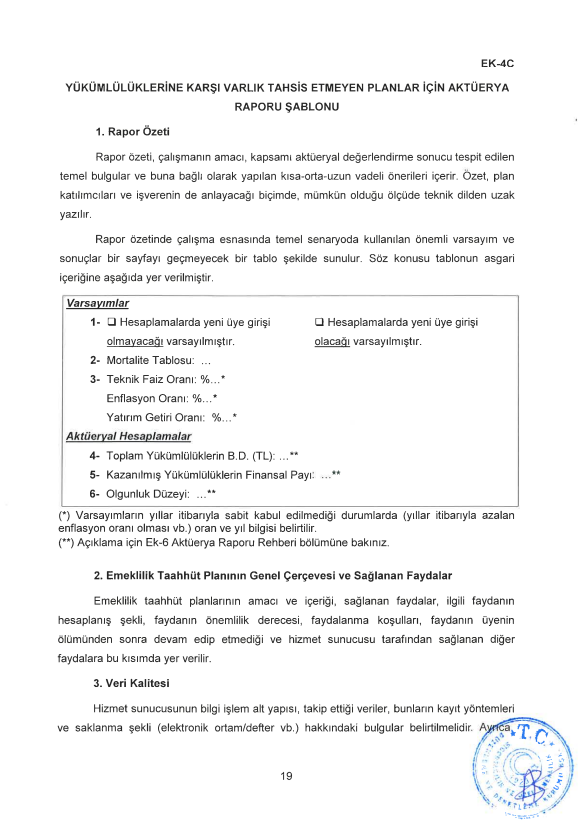 EK-4C
YÜKÜMLÜLÜKLERİNE KARŞI VARLIK TAHSİS ETMEYEN PLANLAR İÇİN AKTÜERYA
RAPORU ŞABLONU
1. Rapor Özeti
Rapor özeti, çalışmanın amacı, kapsamı aktüeryal değerlendirme sonucu tespit edilen
temel bulgular ve buna bağlı olarak yapılan kısa-orta-uzun vadeli önerileri içerir. Özet, plan
katılımcıları ve işverenin de anlayacağı biçimde, mümkün olduğu ölçüde teknik dilden uzak
yazılır.
Rapor özetinde çalışma esnasında temel senaryoda kullanılan önemli varsayım ve
sonuçlar bir sayfayı geçmeyecek bir tablo şekilde sunulur. Söz konusu tablonun asgari
içeriğine aşağıda yer verilmiştir.
Varsayımlar
1- ❑ Hesaplamalarda yeni üye girişi ❑ Hesaplamalarda yeni üye girişi
olmayacağı varsayılmıştır. olacağı varsayılmıştır.
2- Mortalite Tablosu: …
3- Teknik Faiz Oranı: %…*
Enflasyon Oranı: %…*
Yatırım Getiri Oranı: %…*
Aktüeryal Hesaplamalar
4- Toplam Yükümlülüklerin B.D. (TL): …**
5- Kazanılmış Yükümlülüklerin Finansal Payı: …**
6- Olgunluk Düzeyi: …**
(*) Varsayımların yıllar itibarıyla sabit kabul edilmediği durumlarda (yıllar itibarıyla azalan
enflasyon oranı olması vb.) oran ve yıl bilgisi belirtilir.
(**) Açıklama için Ek-6 Aktüerya Raporu Rehberi bölümüne bakınız.
2. Emeklilik Taahhüt Planının Genel Çerçevesi ve Sağlanan Faydalar
Emeklilik taahhüt planlarının amacı ve içeriği, sağlanan faydalar, ilgili faydanın
hesaplanış şekli, faydanın önemlilik derecesi, faydalanma koşulları, faydanın üyenin
ölümünden sonra devam edip etmediği ve hizmet sunucusu tarafından sağlanan diğer
faydalara bu kısımda yer verilir.
3. Veri Kalitesi
Hizmet sunucusunun bilgi işlem alt yapısı, takip ettiği veriler, bunların kayıt yöntemleri
ve saklanma şekli (elektronik ortam/defter vb.) hakkındaki bulgular belirtilmelidir. Ayrıca,
T.C.
19